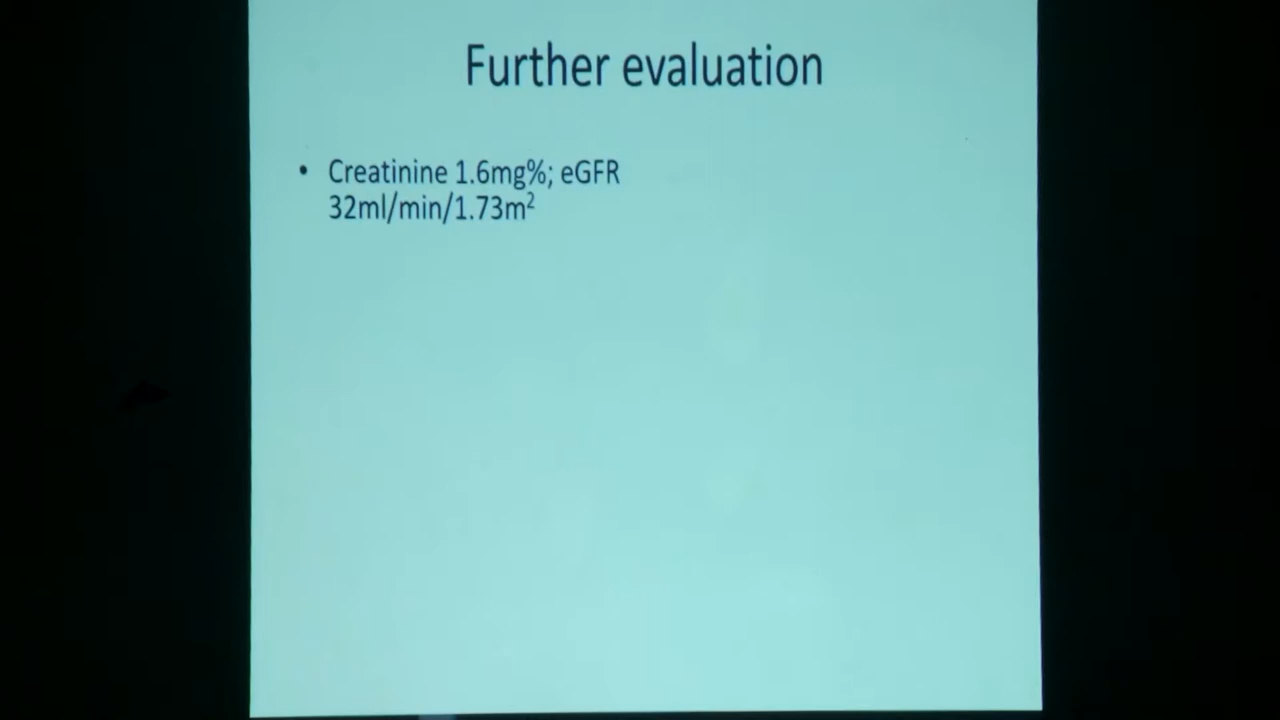 Further evaluation
• Creatinine 1.6mg%; eGFR
32ml/min/1.73m²